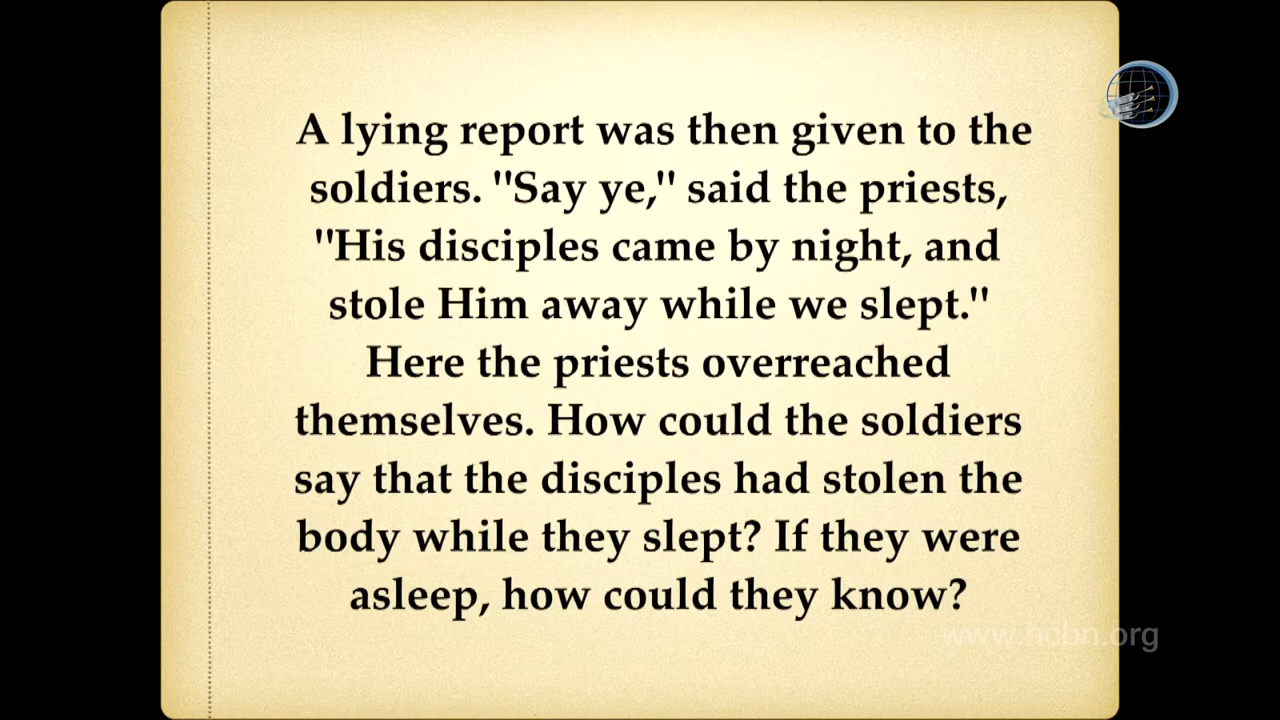 A lying report was then given to the
soldiers. "Say ye," said the priests,
"His disciples came by night, and
stole Him away while we slept."
Here the priests overreached
themselves. How could the soldiers
say that the disciples had stolen the
body while they slept? If they were
asleep, how could they know?
www.hcbn.org